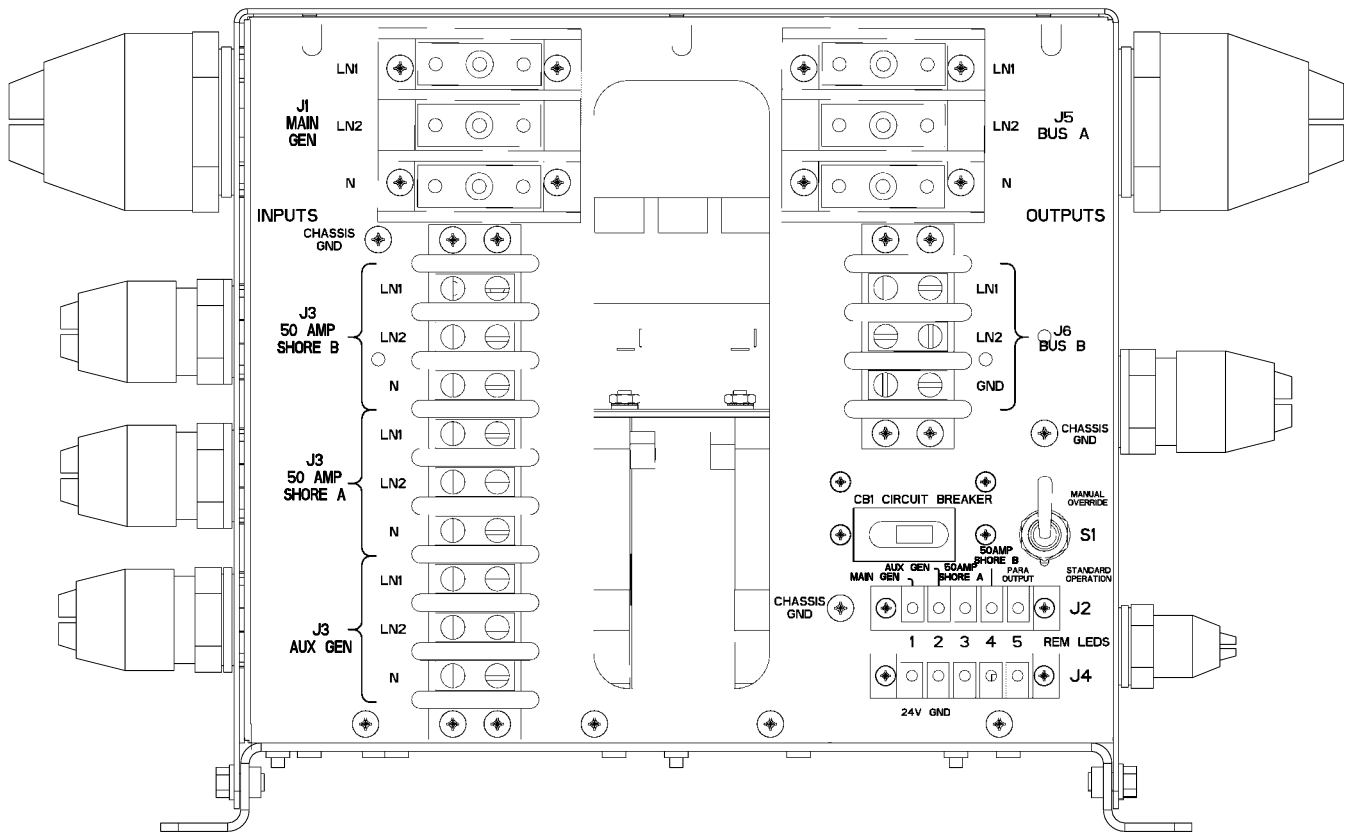 LN1
J1
MAIN
GEN
LN2
N
INPUTS
CHASSIS
GND
LN1
J3
50 AMP
SHORE B
LN2
N
LN1
J3
50 AMP
SHORE A
LN2
N
LN1
J3
AUX GEN
LN2
N
LN1
LN2
J5
BUS A
N
OUTPUTS
LN1
LN2
J6
BUS B
GND
CHASSIS
GND
CB1 CIRCUIT BREAKER
MANUAL
OVERRIDE
S1
STANDARD
OPERATION
MAIN GEN
AUX GEN
50AMP
SHORE A
50AMP
SHORE B
PARA
OUTPUT
CHASSIS
GND
J2
1 2 3 4 5 REM LEDS
J4
24V GND